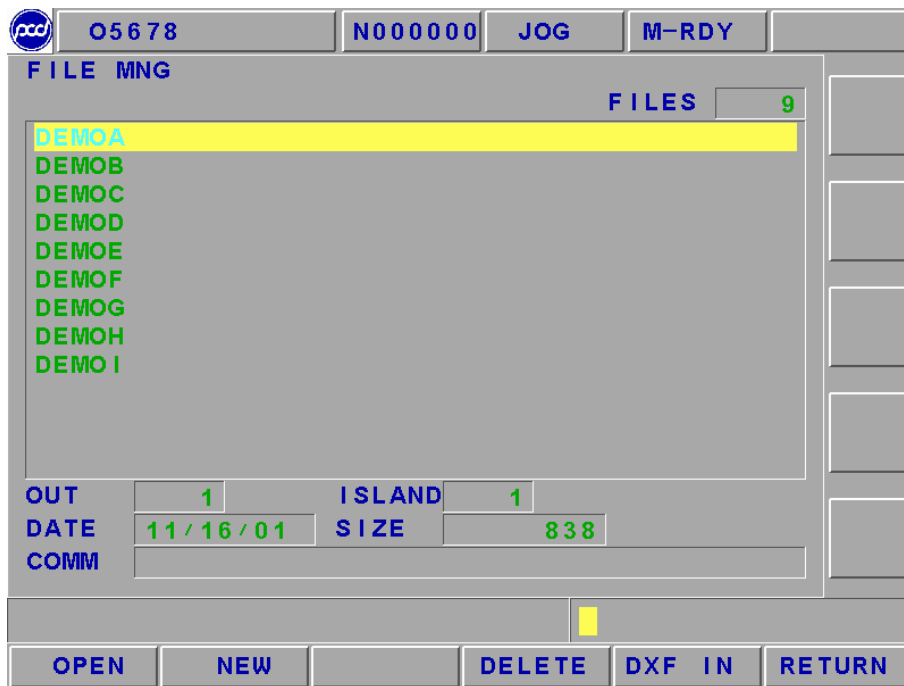 pcd O5678 N000000 JOG M-RDY
FILE MNG
FILES 9
DEMOA
DEMOB
DEMOC
DEMOD
DEMOE
DEMOF
DEMOG
DEMOH
DEMOI
OUT 1 ISLAND 1
DATE 11/16/01 SIZE 838
COMM
OPEN NEW DELETE DXF IN RETURN